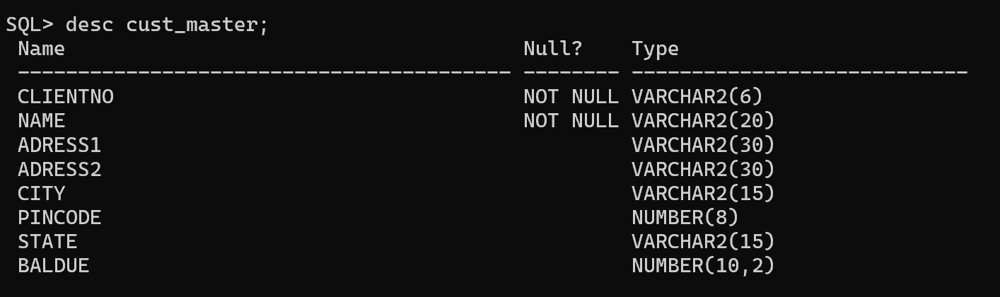 SQL> desc cust_master;
 Name                                      Null?    Type
 ----------------------------------------- -------- ----------------------------
 CLIENTNO                                  NOT NULL VARCHAR2(6)
 NAME                                      NOT NULL VARCHAR2(20)
 ADRESS1                                            VARCHAR2(30)
 ADRESS2                                            VARCHAR2(30)
 CITY                                               VARCHAR2(15)
 PINCODE                                            NUMBER(8)
 STATE                                              VARCHAR2(15)
 BALDUE                                             NUMBER(10,2)